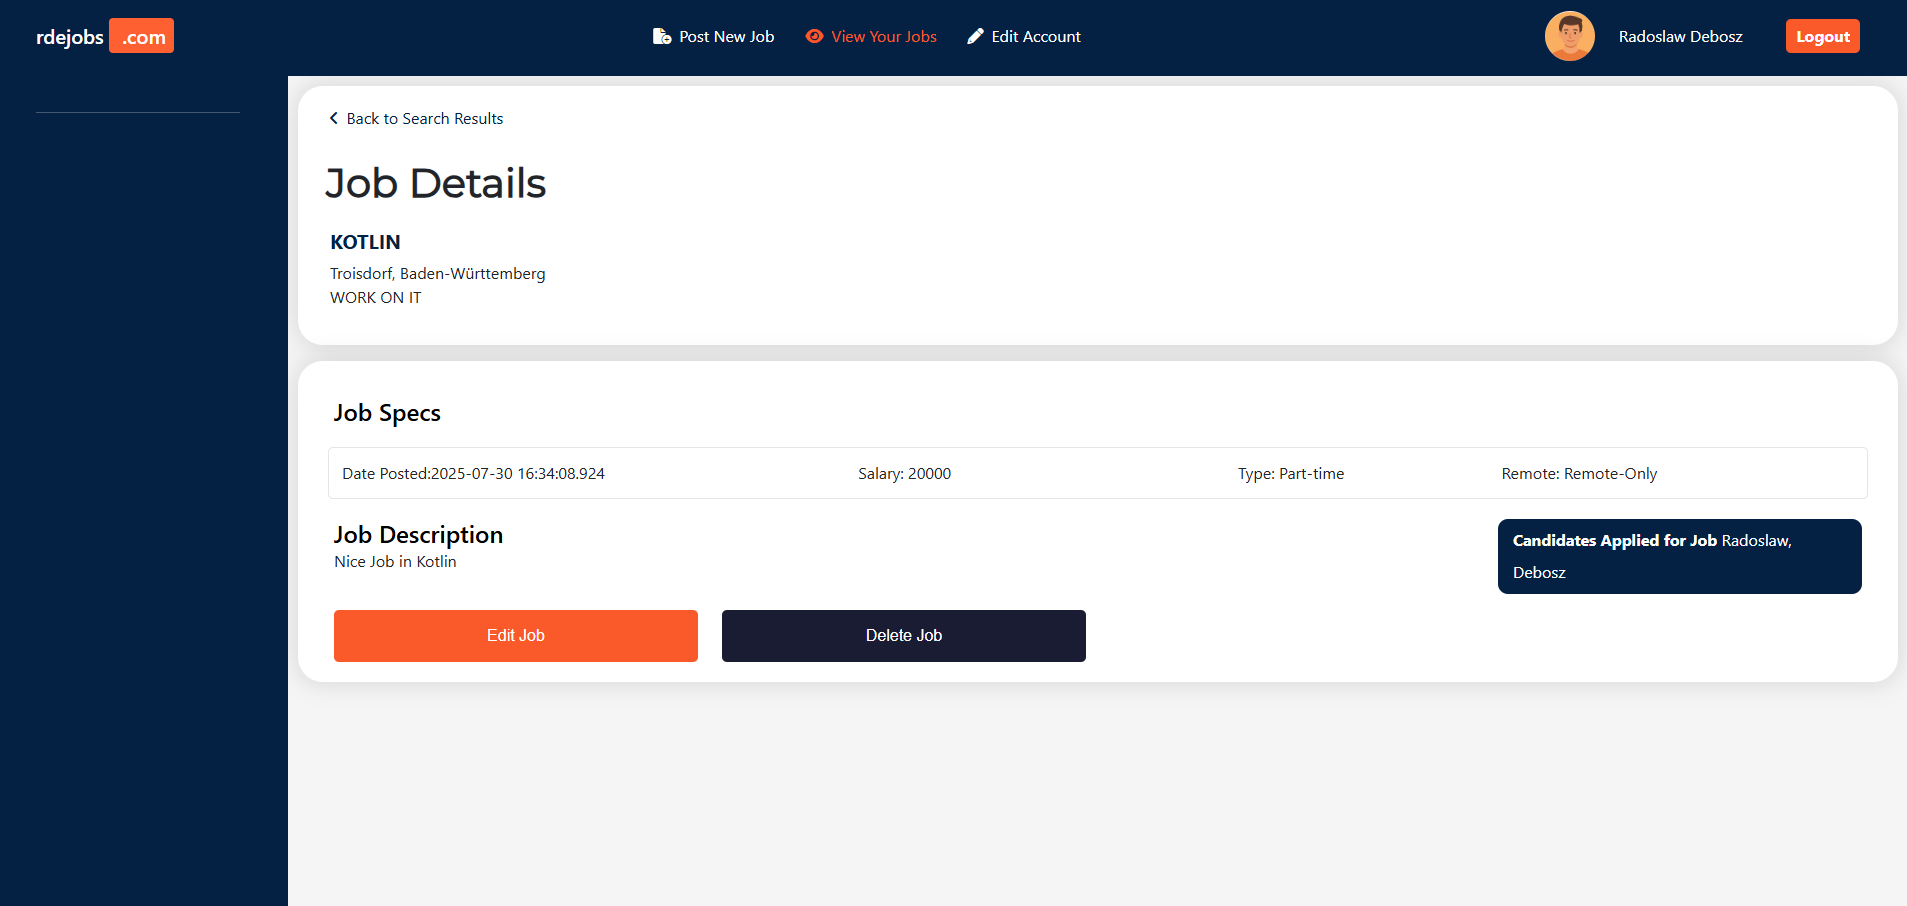 rdejobs .com
Post New Job
View Your Jobs
Edit Account
Radoslaw Debosz
Logout
Back to Search Results
Job Details
KOTLIN
Troisdorf, Baden-Württemberg
WORK ON IT
Job Specs
Date Posted:2025-07-30 16:34:08.924
Salary: 20000
Type: Part-time
Remote: Remote-Only
Job Description
Nice Job in Kotlin
Candidates Applied for Job Radoslaw,
Debosz
Edit Job
Delete Job